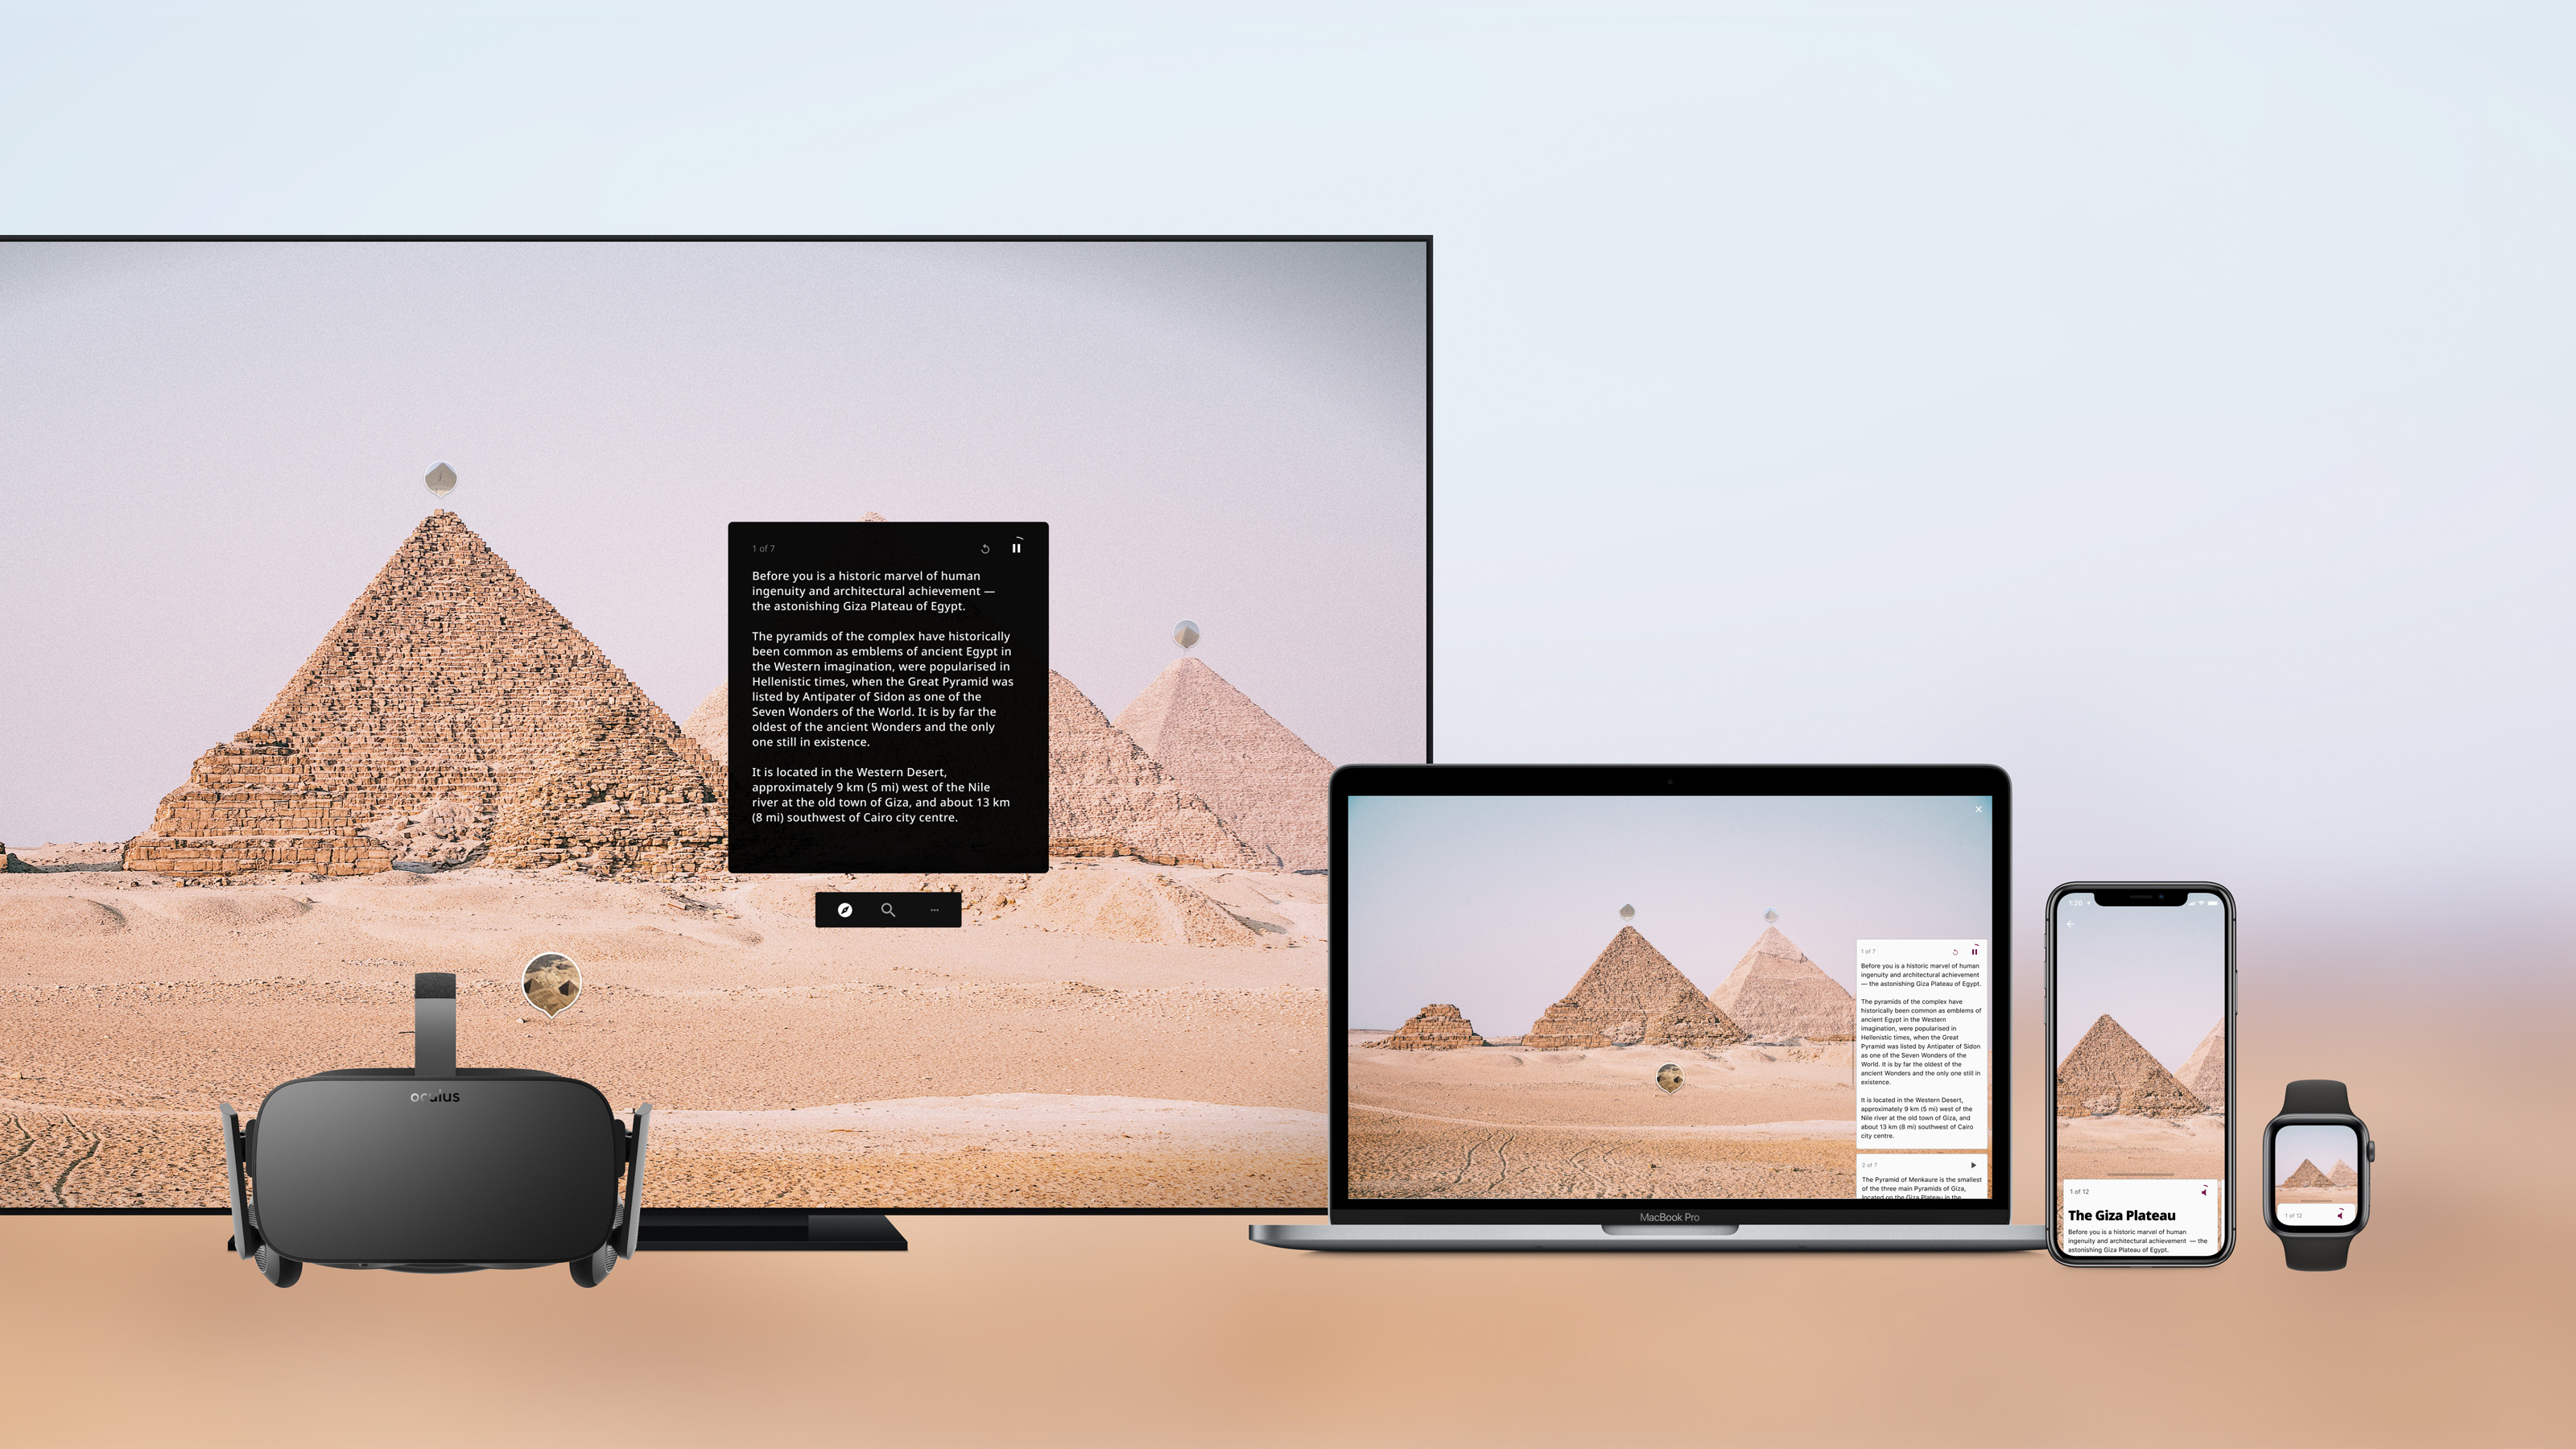 1 of 7
Before you is a historic marvel of human
ingenuity and architectural achievement —
the astonishing Giza Plateau of Egypt.
The pyramids of the complex have historically
been common as emblems of ancient Egypt in
the Western imagination, were popularised in
Hellenistic times, when the Great Pyramid was
listed by Antipater of Sidon as one of the
Seven Wonders of the World. It is by far the
oldest of the ancient Wonders and the only
one still in existence.
It is located in the Western Desert,
approximately 9 km (5 mi) west of the Nile
river at the old town of Giza, and about 13 km
(8 mi) southwest of Cairo city centre.
oculus
1 of 7
Before you is a historic marvel of human
ingenuity and architectural achievement
— the astonishing Giza Plateau of Egypt.
The pyramids of the complex have
historically been common as emblems of
ancient Egypt in the Western
imagination, were popularised in
Hellenistic times, when the Great
Pyramid was listed by Antipater of Sidon
as one of the Seven Wonders of the
World. It is by far the oldest of the
ancient Wonders and the only one still in
existence.
It is located in the Western Desert,
approximately 9 km (5 mi) west of the
Nile river at the old town of Giza, and
about 13 km (8 mi) southwest of Cairo
city centre.
2 of 7
The Pyramid of Menkaure is the smallest
of the three main Pyramids of Giza,
located on the Giza Plateau in the
MacBook Pro
1:20
1 of 12
The Giza Plateau
Before you is a historic marvel of human
ingenuity and architectural achievement — the
astonishing Giza Plateau of Egypt.
1 of 12